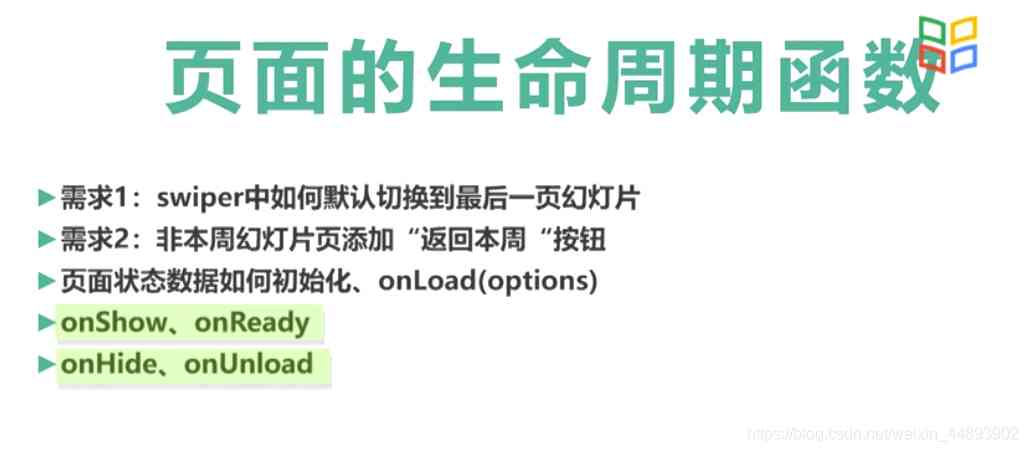 页面的生命周期函数
需求1：swiper中如何默认切换到最后一页幻灯片
需求2：非本周幻灯片页添加“返回本周“按钮
页面状态数据如何初始化、onLoad(options)
onShow、onReady
onHide、onUnload
https://blog.csdn.net/weixin_44893902